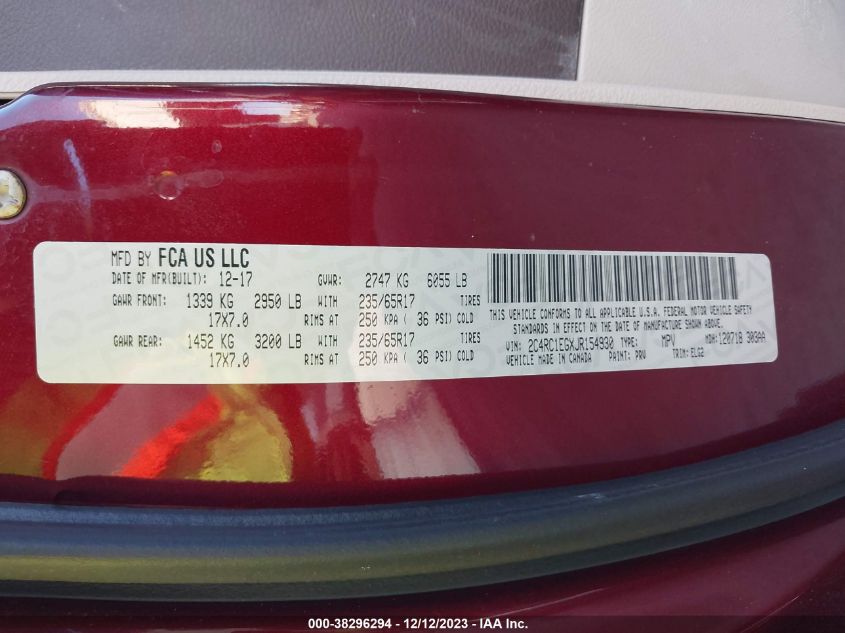 MFD BY FCA US LLC
DATE OF MFR(BUILT): 12-17 GVWR: 2747 KG 6055 LB
GAWR FRONT: 1339 KG 2950 LB WITH 235/65R17 TIRES
17X7.0 RIMS AT 250 KPA ( 36 PSI) COLD
GAWR REAR: 1452 KG 3200 LB WITH 235/65R17 TIRES
17X7.0 RIMS AT 250 KPA ( 36 PSI) COLD
THIS VEHICLE CONFORMS TO ALL APPLICABLE U.S.A. FEDERAL MOTOR VEHICLE SAFETY
STANDARDS IN EFFECT ON THE DATE OF MANUFACTURE SHOWN ABOVE.
VIN: 2C4RC1EGXJR154930 TYPE: MPV MDH: 120718 303AA
VEHICLE MADE IN CANADA PAINT: PRV TRIM: ELG2
000-38296294 - 12/12/2023 - IAA Inc.